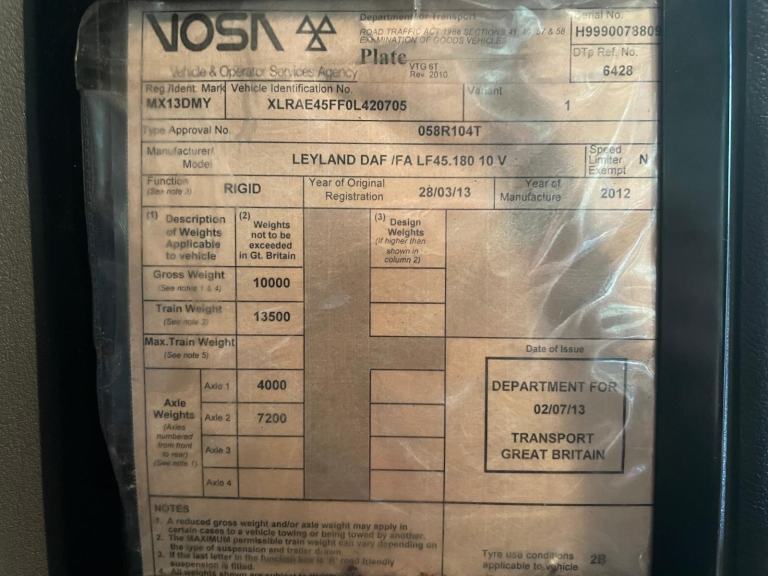 VOSA
Department for Transport
ROAD TRAFFIC ACT 1988 SECTIONS 41, 49, 57 & 58
EXAMINATION OF GOODS VEHICLES
Plate VTG 6T
Rev. 2010
Vehicle & Operator Services Agency
Serial No.
H9990073809
DTp Ref. No.
6428
Reg./Ident. Mark
MX13DMY
Vehicle Identification No.
XLRAE45FF0L420705
Variant
1
Type Approval No.
058R104T
Manufacturer/
Model
LEYLAND DAF /FA LF45.180 10 V
Speed
Limiter
Exempt
N
Function
(See note 3)
RIGID
Year of Original
Registration
28/03/13
Year of
Manufacture
2012
(1) Description
of Weights
Applicable
to vehicle
(2) Weights
not to be
exceeded
in Gt. Britain
(3) Design
Weights
(if higher than
shown in
column 2)
Gross Weight
(See notes 1 & 4)
10000
Train Weight
(See note 2)
13500
Max.Train Weight
(See note 5)
Axle
Weights
(Axles
numbered
from front
to rear)
(See note 1)
Axle 1
4000
Axle 2
7200
Axle 3
Axle 4
Date of Issue
DEPARTMENT FOR
02/07/13
TRANSPORT
GREAT BRITAIN
NOTES
1. A reduced gross weight and/or axle weight may apply in
certain cases to a vehicle towing or being towed by another.
2. The MAXIMUM permissible train weight can vary depending on
the type of suspension and trailer drawn.
3. If the last letter in the function box is 'R' road friendly
suspension is fitted.
4. All weights shown are subject to
Tyre use conditions
applicable to vehicle
2B